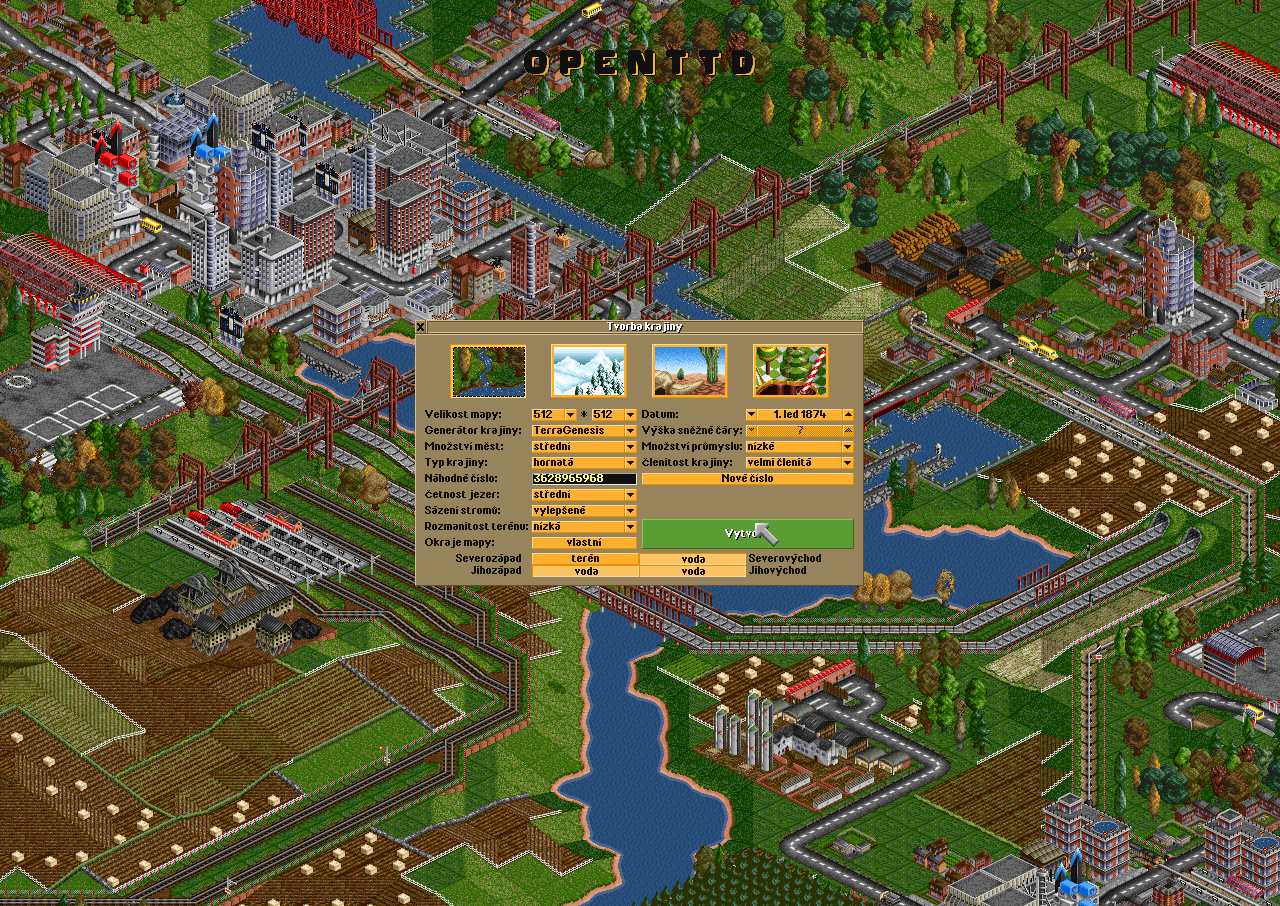 OPENTTD
Tvorba krajiny
Velikost mapy: 512 * 512 Datum: 1. led 1874
Generátor krajiny: TerraGenesis Výška sněžné čáry: 7
Množství měst: střední Množství průmyslu: nízké
Typ krajiny: hornatá členitost krajiny: velmi členitá
Náhodné číslo: 3628965968 Nové číslo
četnost jezer: střední
Sázení stromů: vylepšené
Rozmanitost terénu: nízká
Okraje mapy: vlastní
Severozápad terén voda Severovýchod
Jihozápad voda voda Jihovýchod